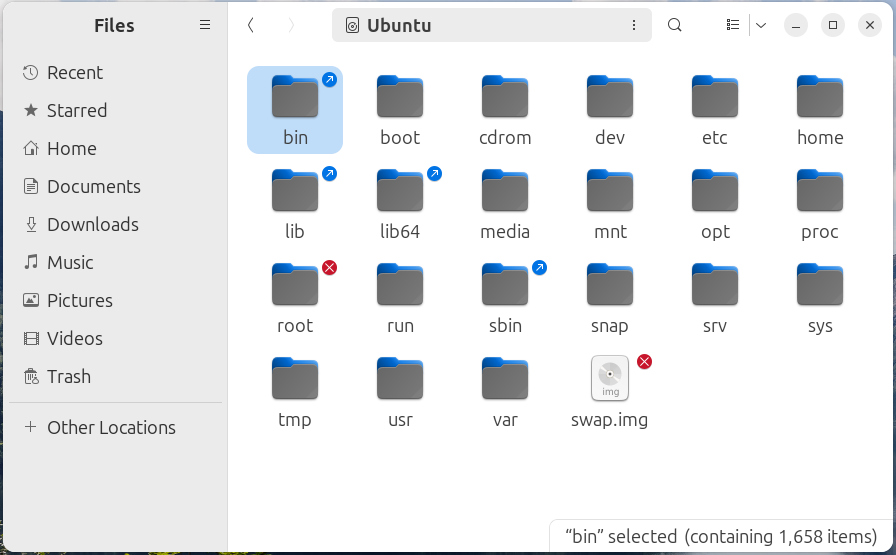 Files
Ubuntu
Recent
Starred
Home
Documents
Downloads
Music
Pictures
Videos
Trash
Other Locations
bin boot cdrom dev etc home
lib lib64 media mnt opt proc
root run sbin snap srv sys
img
tmp usr var swap.img
“bin” selected (containing 1,658 items)